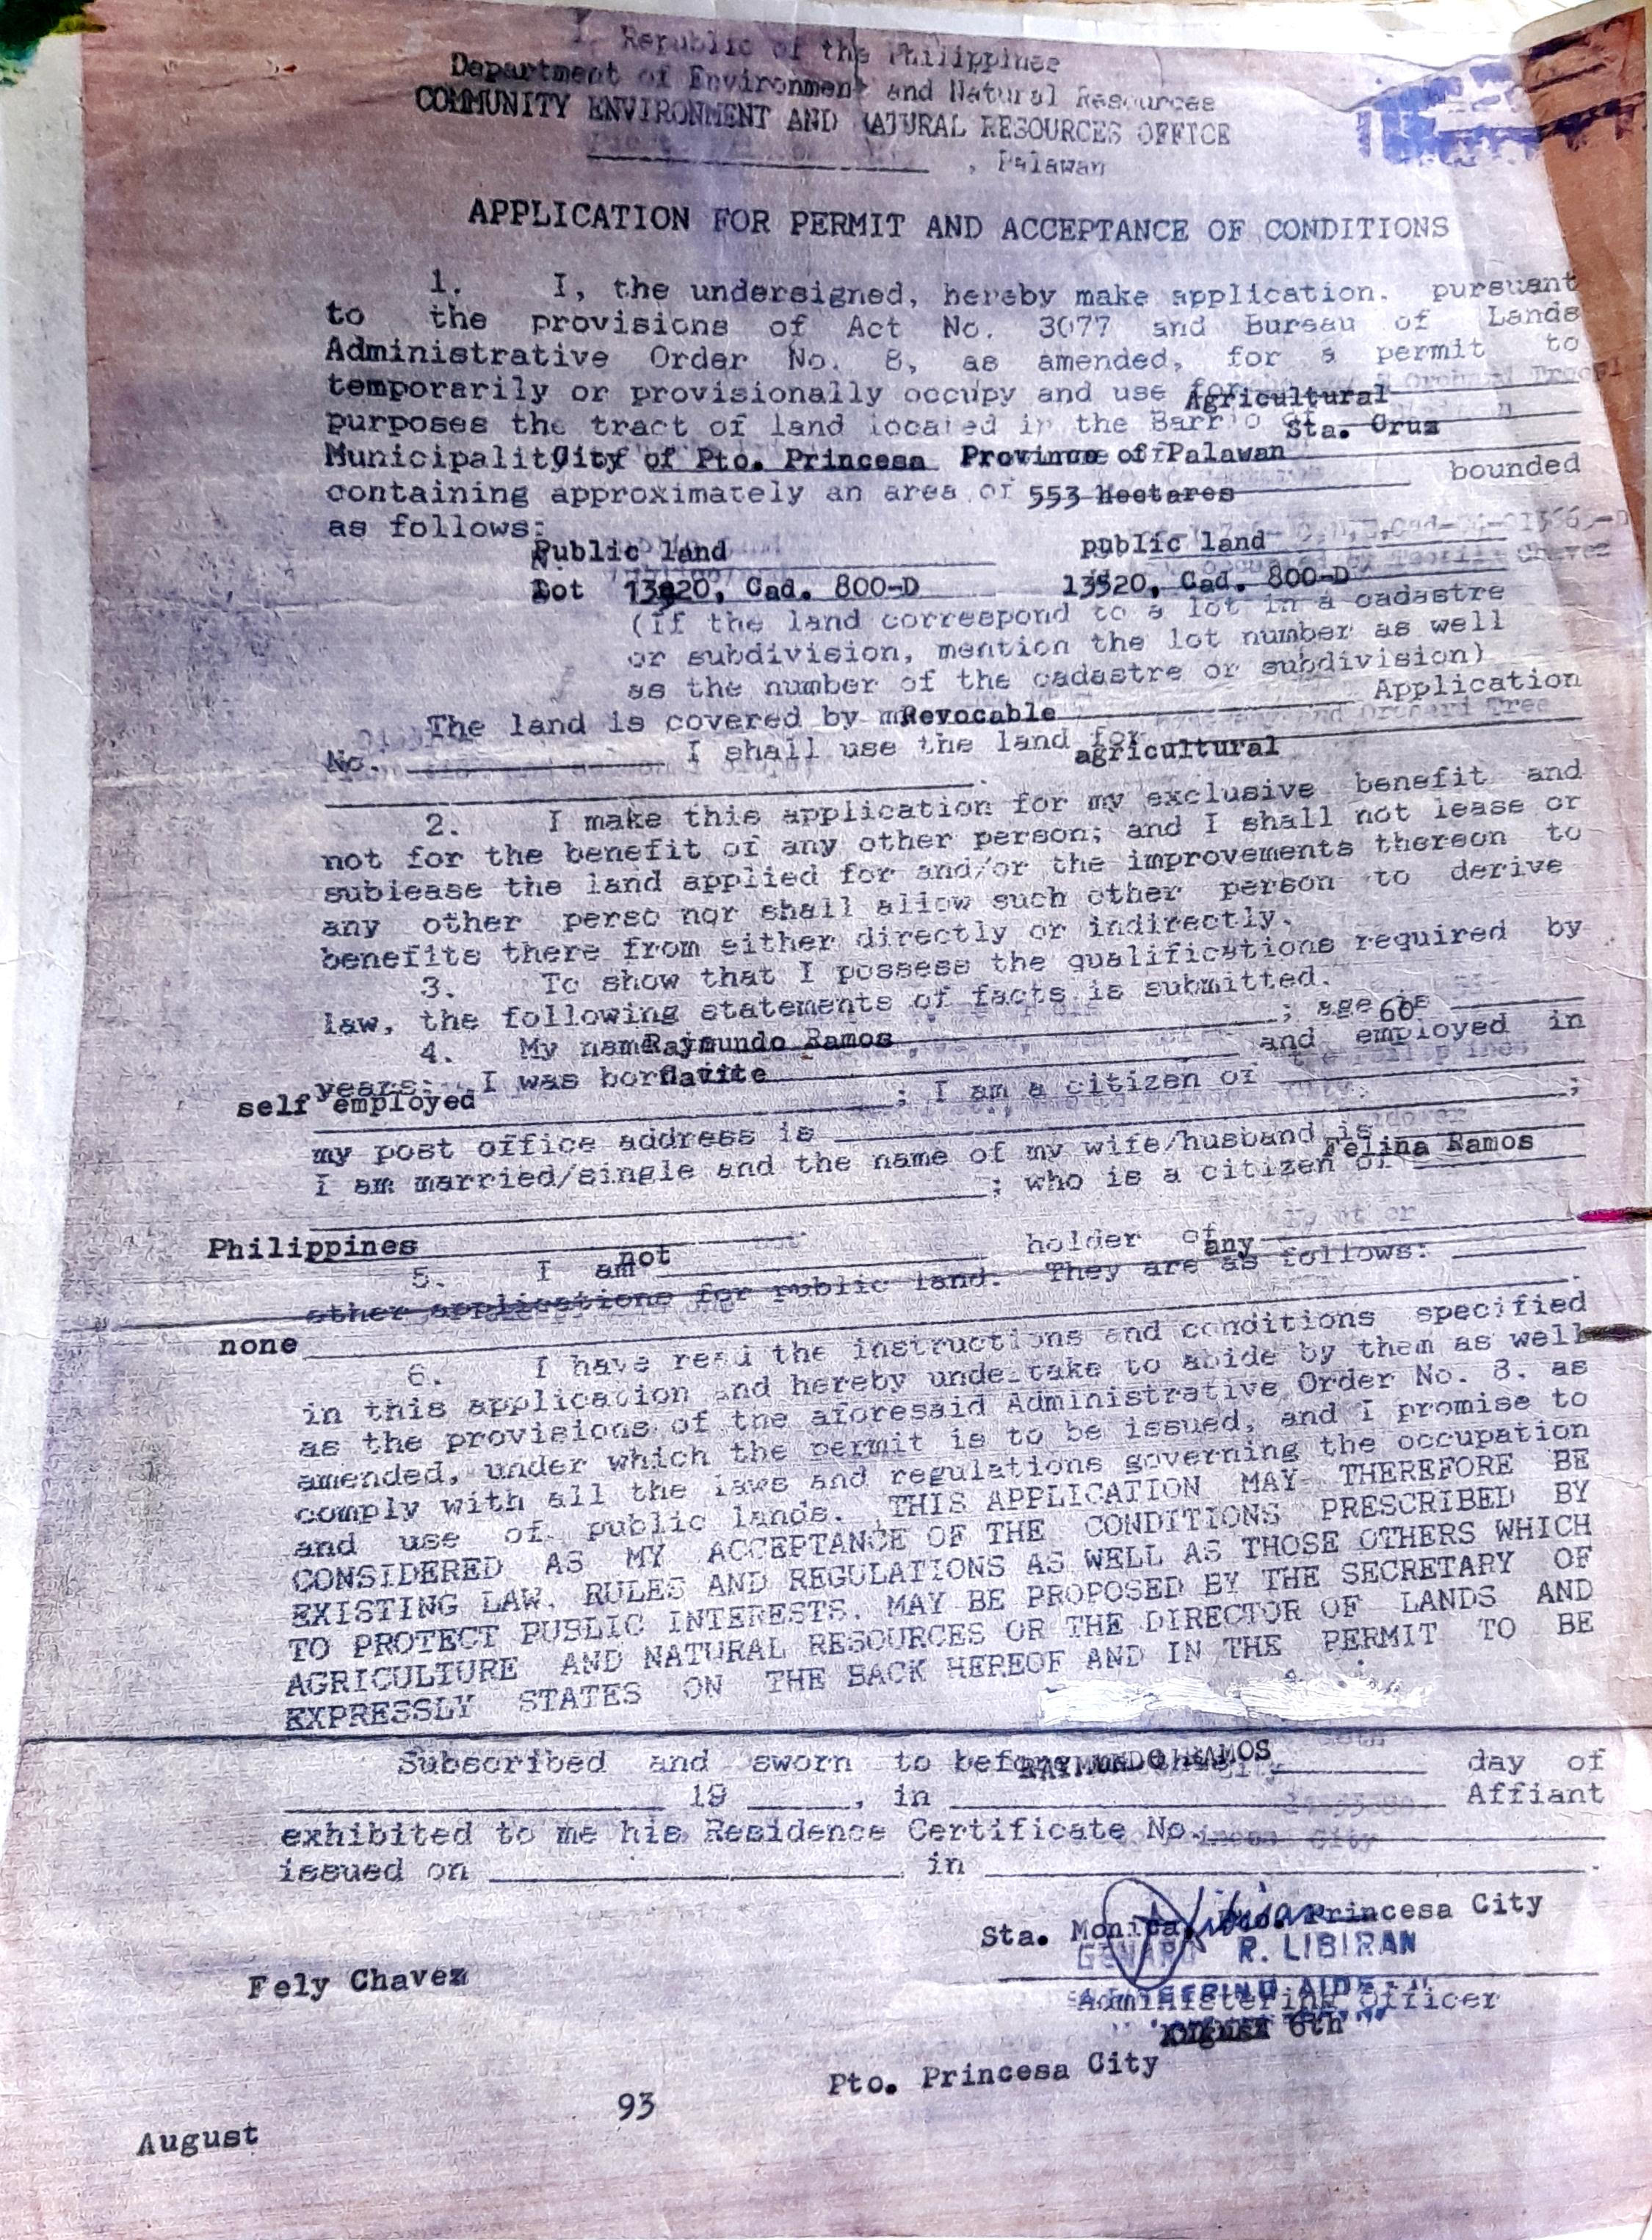 Republic of the Philippines
Department of Environment and Natural Resources
COMMUNITY ENVIRONMENT AND NATURAL RESOURCES OFFICE
, Palawan
APPLICATION FOR PERMIT AND ACCEPTANCE OF CONDITIONS
1. I, the undersigned, hereby make application, pursuant
to the provisions of Act No. 3077 and Bureau of Lands
Administrative Order No. 8, as amended, for a permit to
temporarily or provisionally occupy and use for Agricultural
purposes the tract of land located in the Barrio of Sta. Cruz
Municipality of City of Pto. Princesa Province of Palawan
containing approximately an area of 553 Hectares bounded
as follows:
Public land public land
Lot 13920, Cad. 800-D 13920, Cad. 800-D
(If the land correspond to a lot in a cadastre
or subdivision, mention the lot number as well
as the number of the cadastre or subdivision)
The land is covered by my Revocable Application
No. I shall use the land for agricultural
2. I make this application for my exclusive benefit and
not for the benefit of any other person; and I shall not lease or
sublease the land applied for and/or the improvements thereon to
any other perso nor shall allow such other person to derive
benefits there from either directly or indirectly.
3. To show that I possess the qualifications required by
law, the following statements of facts is submitted.
4. My name is Raymundo Ramos ; age is 60
years; I was born Cavite and employed in
self employed ; I am a citizen of
my post office address is ;
I am married/single and the name of my wife/husband is Felina Ramos
; who is a citizen of
Philippines
5. I am not holder of any
other applications for public land. They are as follows:
none
6. I have read the instructions and conditions specified
in this application and hereby undertake to abide by them as well
as the provisions of the aforesaid Administrative Order No. 8, as
amended, under which the permit is to be issued, and I promise to
comply with all the laws and regulations governing the occupation
and use of public lands. THIS APPLICATION MAY THEREFORE BE
CONSIDERED AS MY ACCEPTANCE OF THE CONDITIONS PRESCRIBED BY
EXISTING LAW, RULES AND REGULATIONS AS WELL AS THOSE OTHERS WHICH
TO PROTECT PUBLIC INTERESTS, MAY BE PROPOSED BY THE SECRETARY OF
AGRICULTURE AND NATURAL RESOURCES OR THE DIRECTOR OF LANDS AND
EXPRESSLY STATES ON THE BACK HEREOF AND IN THE PERMIT TO BE
RAYMUNDO RAMOS
Subscribed and sworn to before me this day of
19 , in Affiant
exhibited to me his Residence Certificate No.
issued on in
Sta. Monica, Pto. Princesa City
R. LIBIRAN
Fely Chavez
Administering Officer
August 6th
Pto. Princesa City
93
August